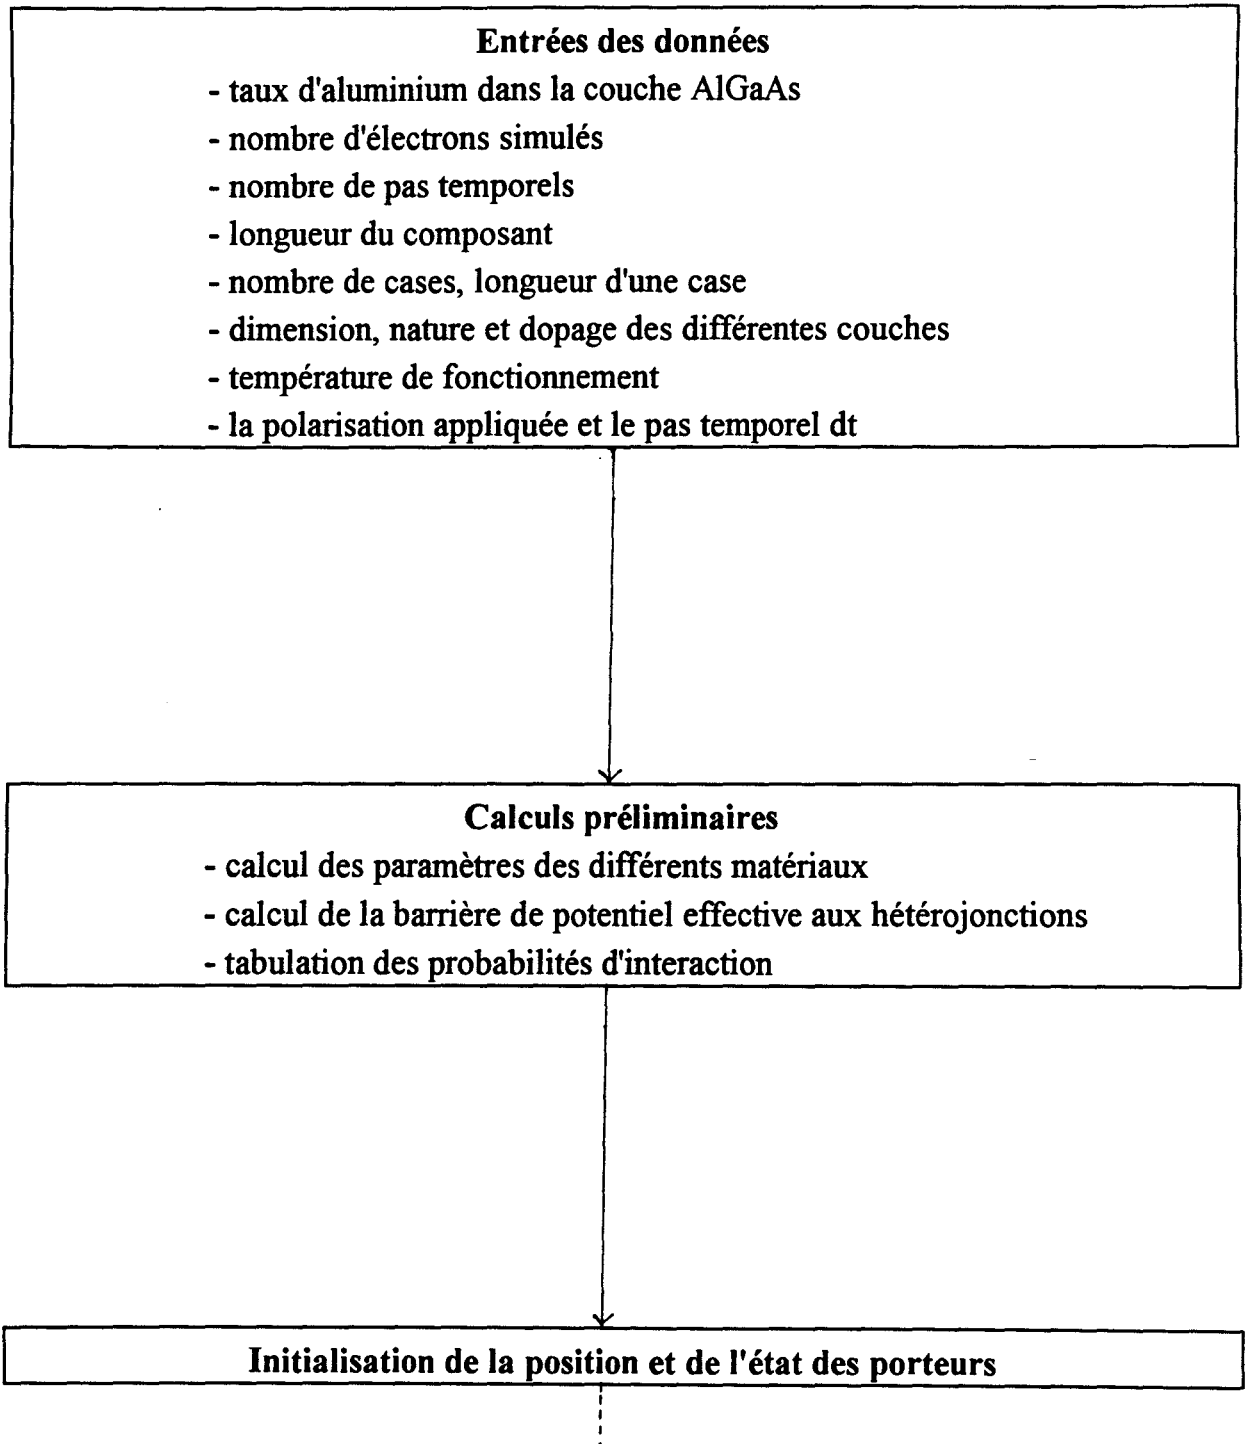 Entrées des données
- taux d'aluminium dans la couche AlGaAs
- nombre d'électrons simulés
- nombre de pas temporels
- longueur du composant
- nombre de cases, longueur d'une case
- dimension, nature et dopage des différentes couches
- température de fonctionnement
- la polarisation appliquée et le pas temporel dt
Calculs préliminaires
- calcul des paramètres des différents matériaux
- calcul de la barrière de potentiel effective aux hétérojonctions
- tabulation des probabilités d'interaction
Initialisation de la position et de l'état des porteurs